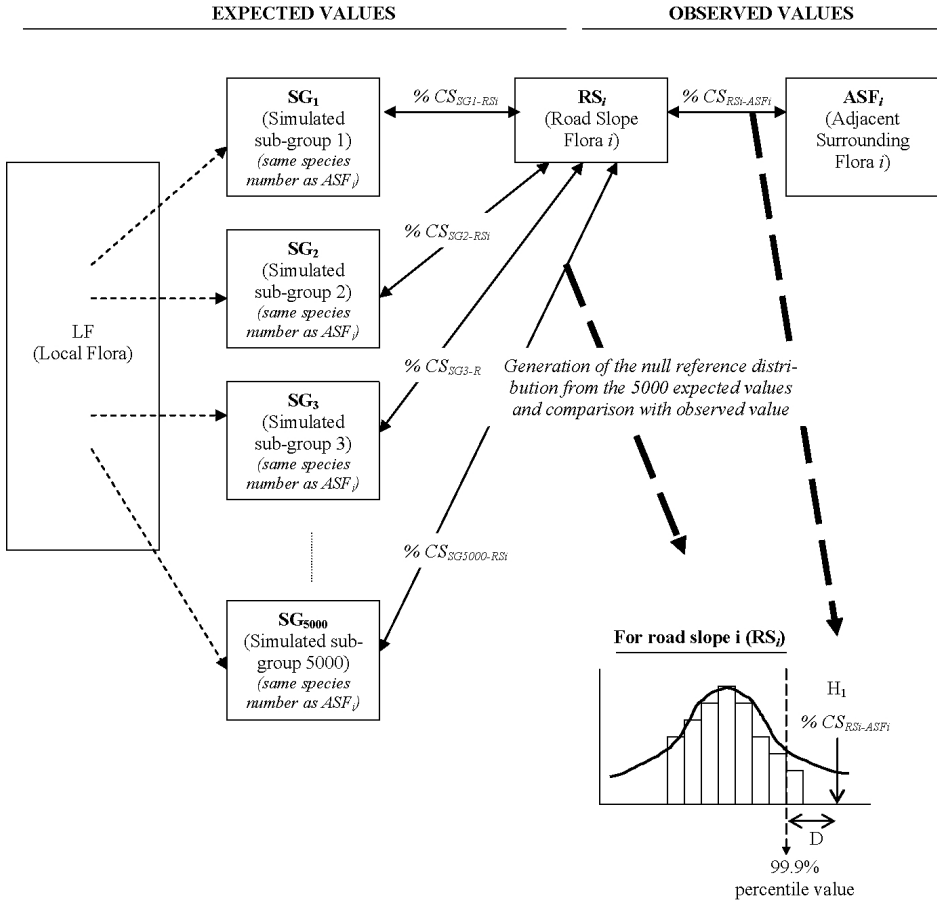 EXPECTED VALUES
OBSERVED VALUES
SG1
(Simulated
sub-group 1)
(same species
number as ASFi)
% CSSG1-RSi
RSi
(Road Slope
Flora i)
% CSRSi-ASFi
ASFi
(Adjacent
Surrounding
Flora i)
% CSSG2-RSi
SG2
(Simulated
sub-group 2)
(same species
number as ASFi)
LF
(Local Flora)
% CSSG3-R
Generation of the null reference distri-
bution from the 5000 expected values
and comparison with observed value
SG3
(Simulated
sub-group 3)
(same species
number as ASFi)
% CSSG5000-RSi
SG5000
(Simulated sub-
group 5000)
(same species
number as ASFi)
For road slope i (RSi)
H1
% CSRSi-ASFi
D
99.9%
percentile value